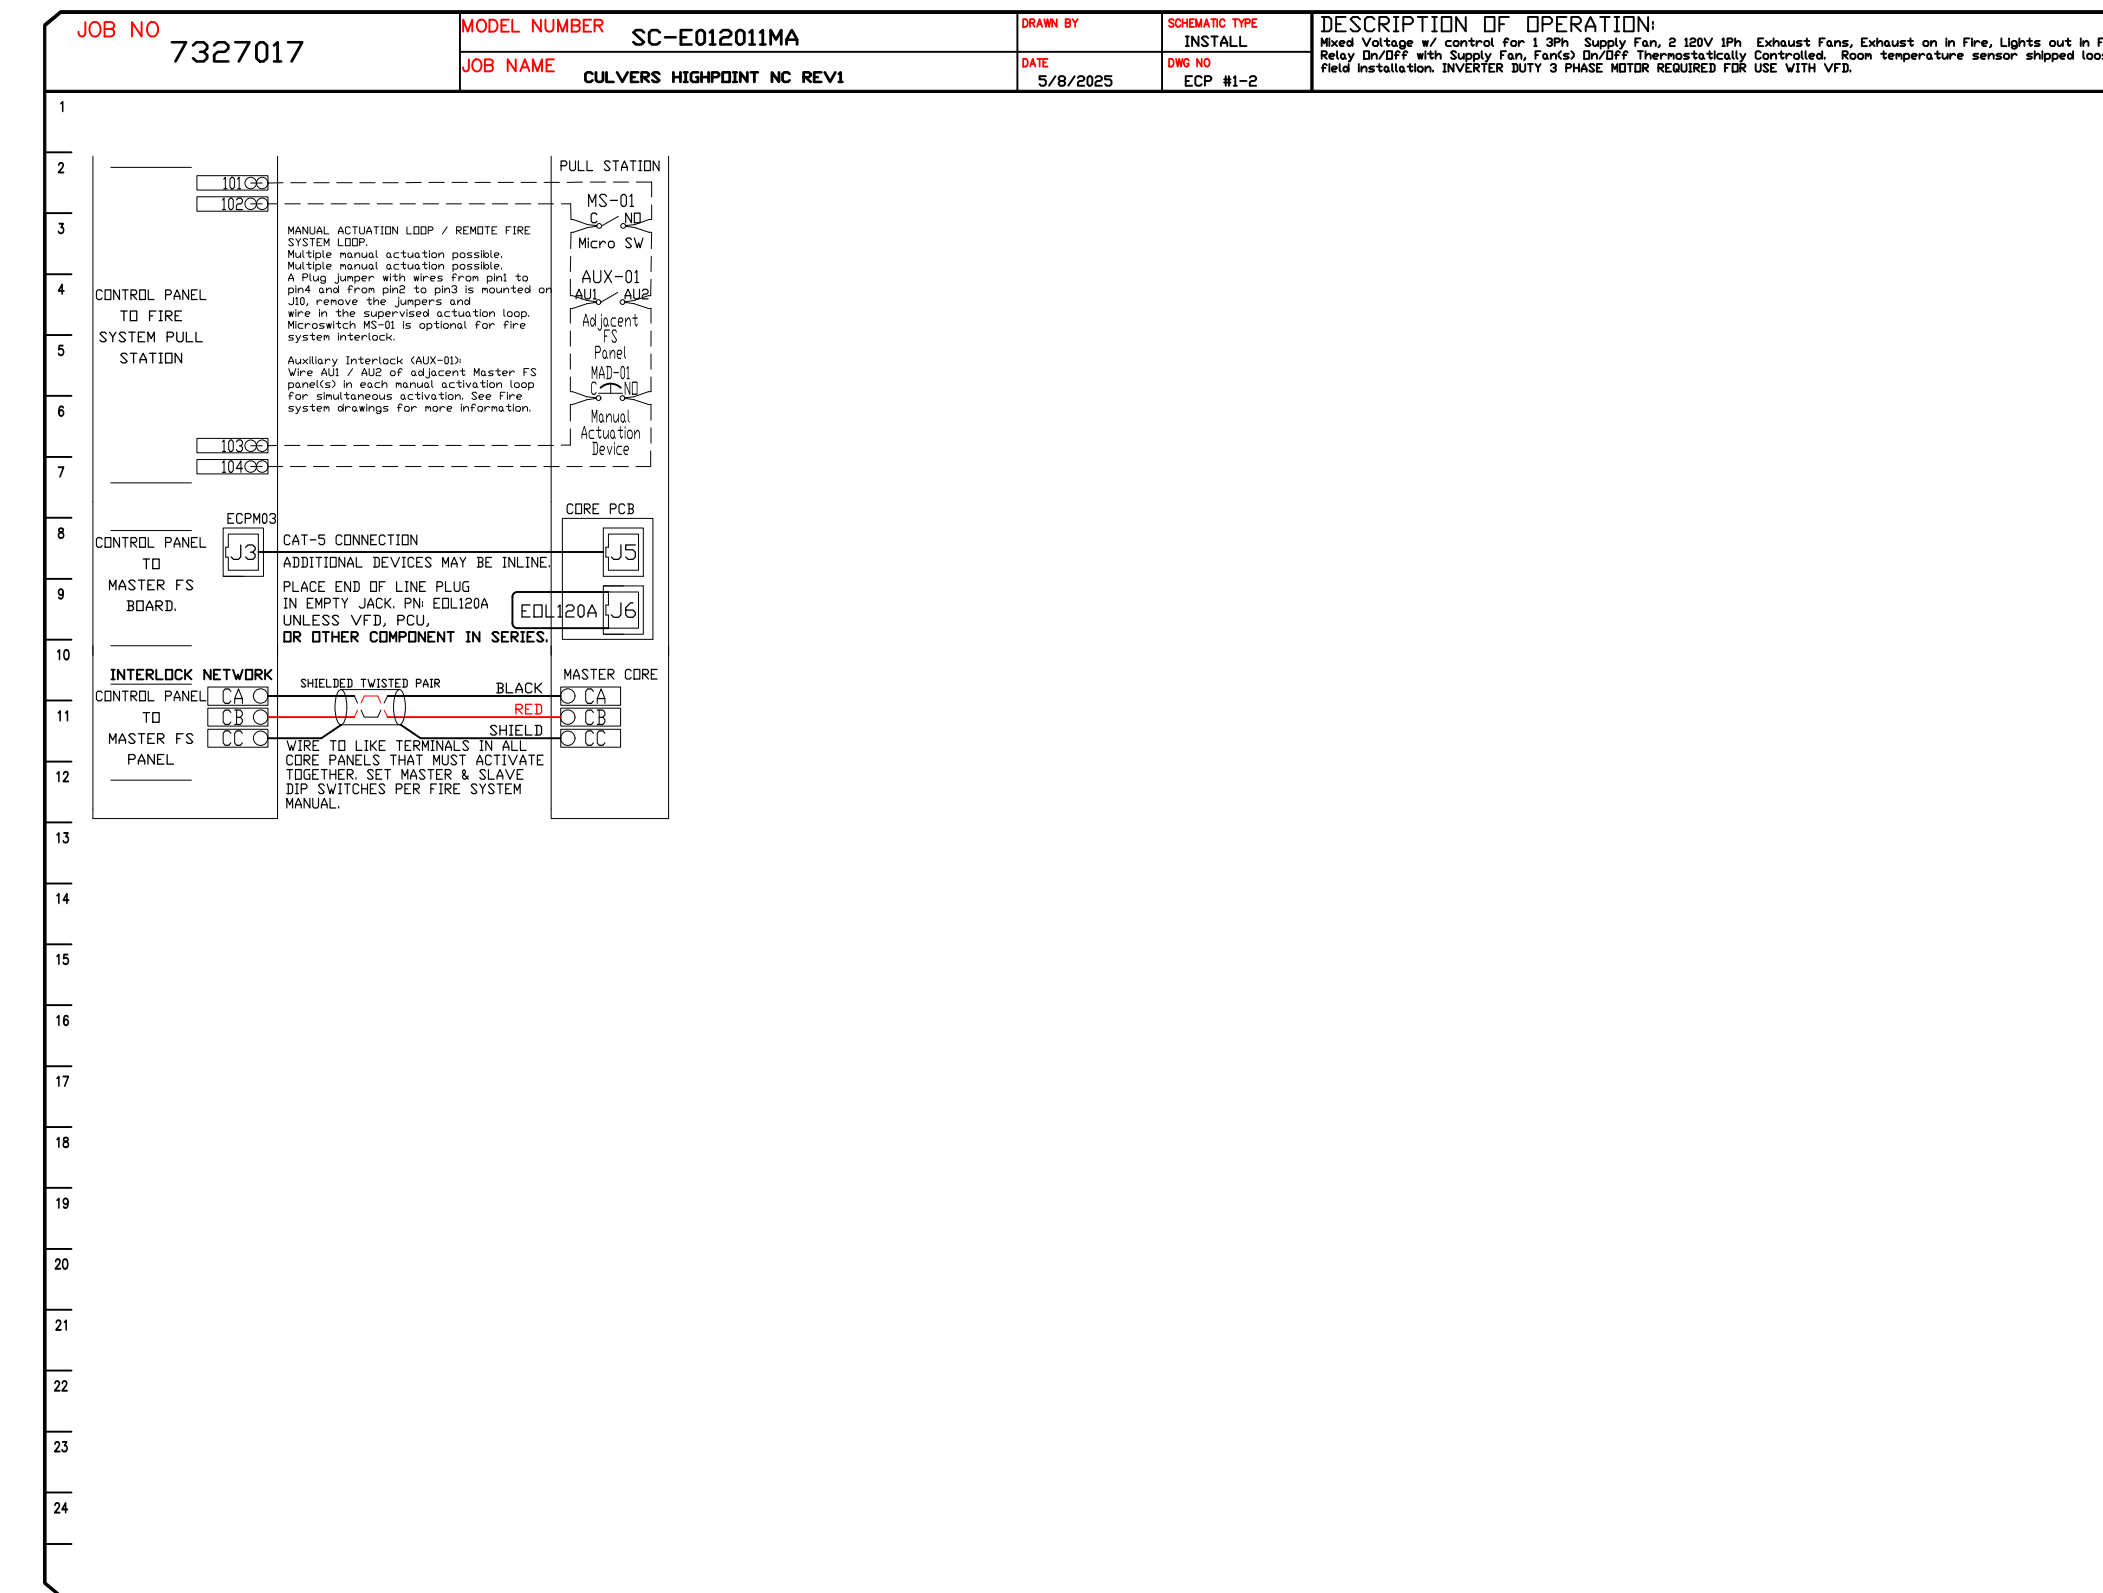 JOB NO
7327017
MODEL NUMBER
SC-E012011MA
JOB NAME
CULVERS HIGHPOINT NC REV1
DRAWN BY
DATE
5/8/2025
SCHEMATIC TYPE
INSTALL
DWG NO
ECP #1-2
DESCRIPTION OF OPERATION:
Mixed Voltage w/ control for 1 3Ph Supply Fan, 2 120V 1Ph Exhaust Fans, Exhaust on in Fire, Lights out in F
Relay On/Off with Supply Fan, Fan(s) On/Off Thermostatically Controlled. Room temperature sensor shipped loo
field installation. INVERTER DUTY 3 PHASE MOTOR REQUIRED FOR USE WITH VFD.
1
2
3
4
5
6
7
8
9
10
11
12
13
14
15
16
17
18
19
20
21
22
23
24
CONTROL PANEL
TO FIRE
SYSTEM PULL
STATION
101
102
103
104
MANUAL ACTUATION LOOP / REMOTE FIRE
SYSTEM LOOP.
Multiple manual actuation possible.
Multiple manual actuation possible.
A Plug jumper with wires from pin1 to
pin4 and from pin2 to pin3 is mounted on
J10, remove the jumpers and
wire in the supervised actuation loop.
Microswitch MS-01 is optional for fire
system interlock.
Auxiliary Interlock (AUX-01):
Wire AU1 / AU2 of adjacent Master FS
panel(s) in each manual activation loop
for simultaneous activation. See Fire
system drawings for more information.
PULL STATION
MS-01
C NO
Micro SW
AUX-01
AU1 AU2
Adjacent
FS
Panel
MAD-01
C NO
Manual
Actuation
Device
CONTROL PANEL
TO
MASTER FS
BOARD.
ECPM03
J3
CAT-5 CONNECTION
ADDITIONAL DEVICES MAY BE INLINE.
PLACE END OF LINE PLUG
IN EMPTY JACK. PN: EOL120A
UNLESS VFD, PCU,
OR OTHER COMPONENT IN SERIES.
CORE PCB
J5
EOL120A
J6
INTERLOCK NETWORK
CONTROL PANEL
TO
MASTER FS
PANEL
CA
CB
CC
SHIELDED TWISTED PAIR
BLACK
RED
SHIELD
WIRE TO LIKE TERMINALS IN ALL
CORE PANELS THAT MUST ACTIVATE
TOGETHER. SET MASTER & SLAVE
DIP SWITCHES PER FIRE SYSTEM
MANUAL.
MASTER CORE
CA
CB
CC